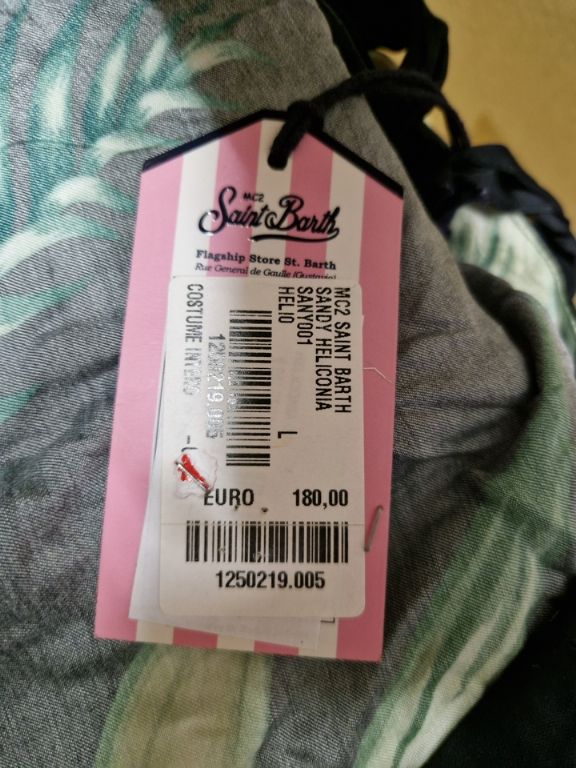 MC2
Saint Barth
Flagship Store St. Barth
Rue General de Gaulle (Gustavia)
MC2 SAINT BARTH
SANDY HELICONIA
SANY001
HELIO
L
COSTUME
EURO 180,00
1250219.005